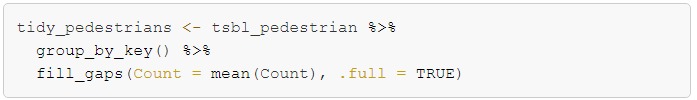 tidy_pedestrians <- tsbl_pedestrian %>%
  group_by_key() %>%
  fill_gaps(Count = mean(Count), .full = TRUE)